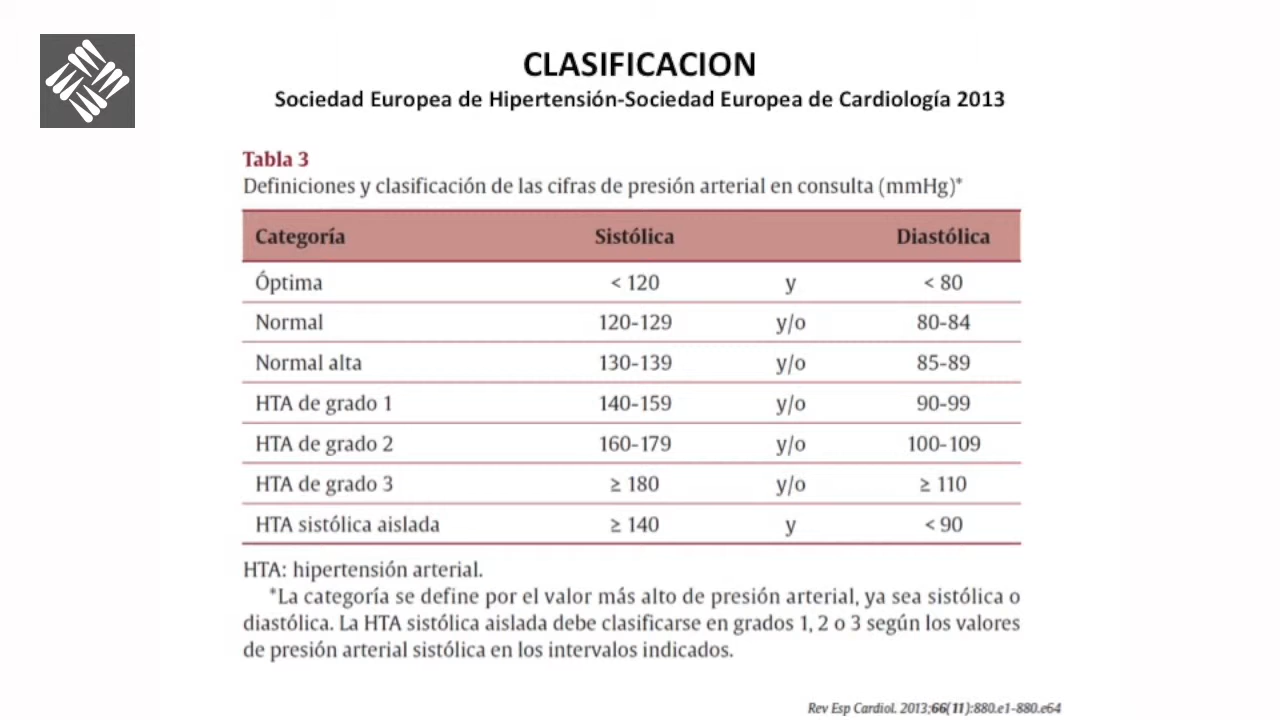 CLASIFICACION
Sociedad Europea de Hipertensión-Sociedad Europea de Cardiología 2013
Tabla 3
Definiciones y clasificación de las cifras de presión arterial en consulta (mmHg)*
Categoría Sistólica Diastólica
Óptima < 120 y < 80
Normal 120-129 y/o 80-84
Normal alta 130-139 y/o 85-89
HTA de grado 1 140-159 y/o 90-99
HTA de grado 2 160-179 y/o 100-109
HTA de grado 3 ≥ 180 y/o ≥ 110
HTA sistólica aislada ≥ 140 y < 90
HTA: hipertensión arterial.
*La categoría se define por el valor más alto de presión arterial, ya sea sistólica o
diastólica. La HTA sistólica aislada debe clasificarse en grados 1, 2 o 3 según los valores
de presión arterial sistólica en los intervalos indicados.
Rev Esp Cardiol. 2013;66(11):880.e1-880.e64